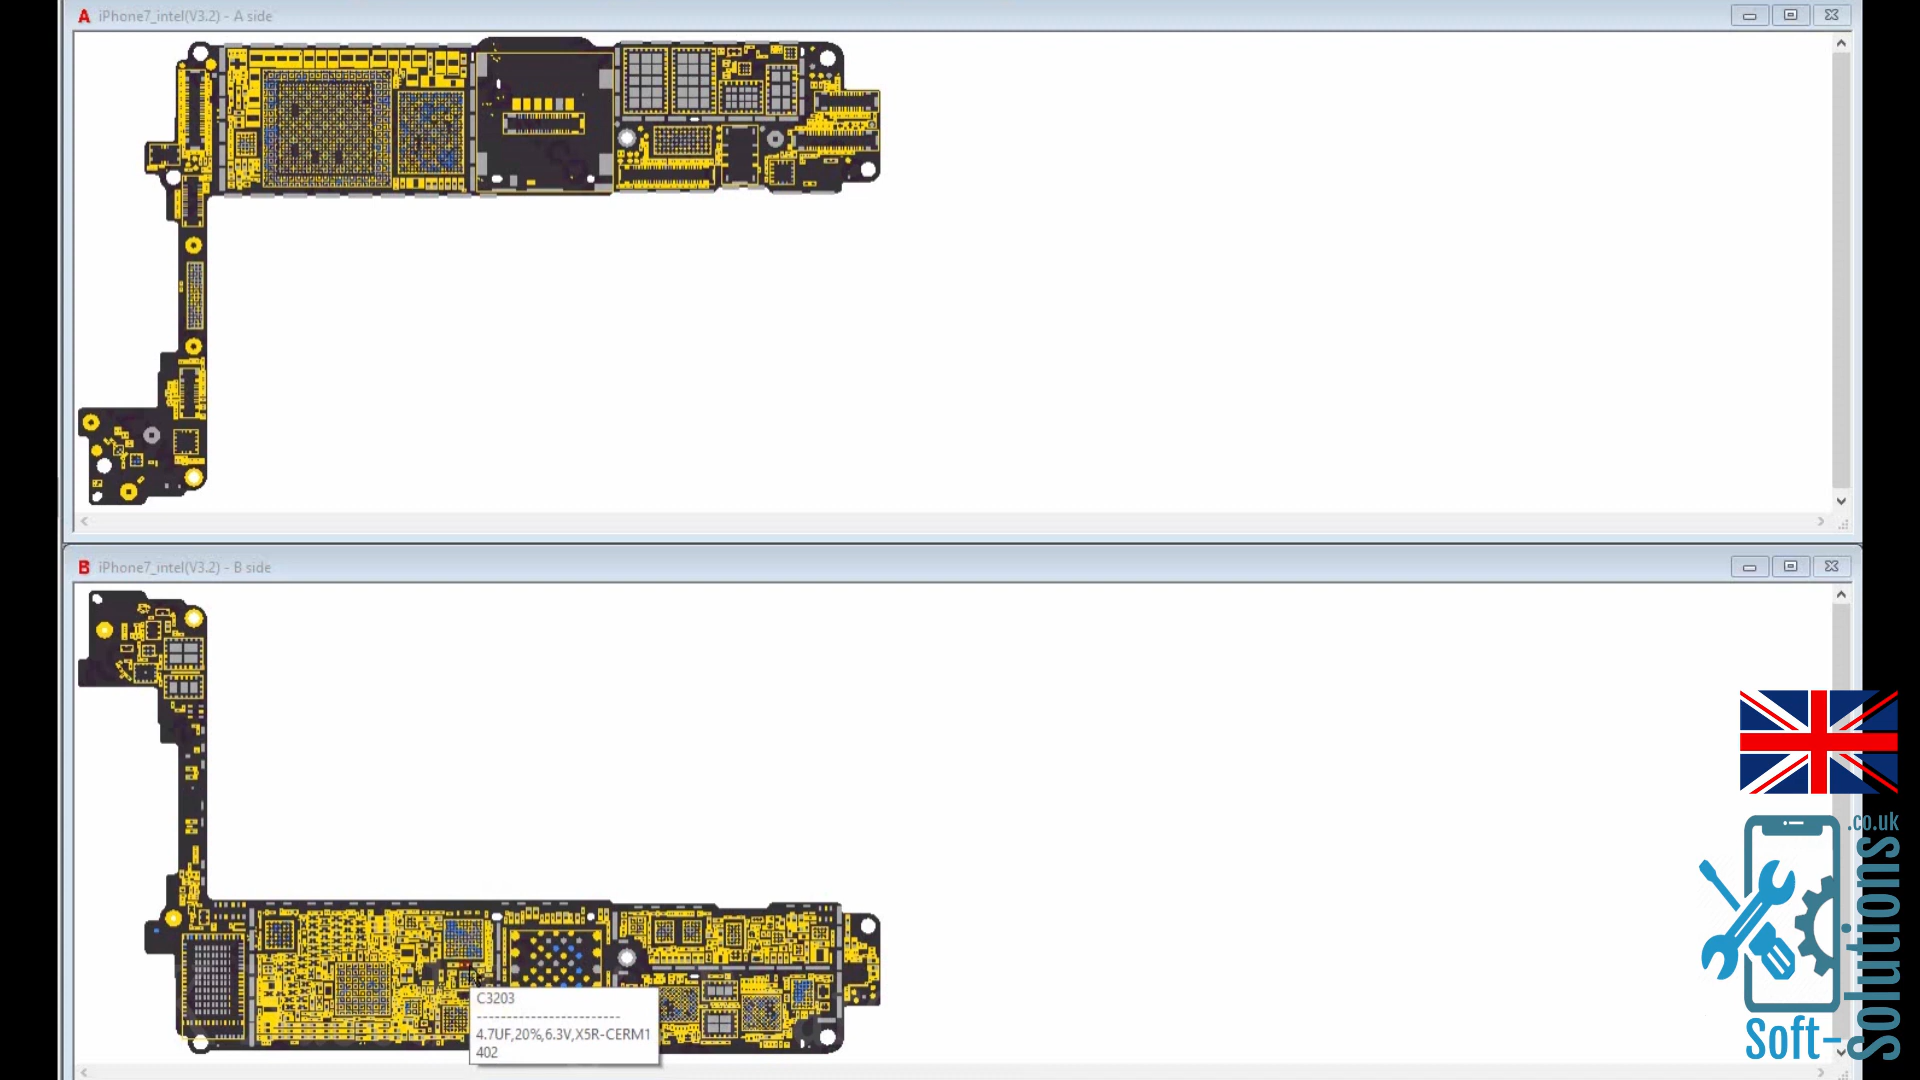 A iPhone7_intel(V3.2) - A side
B iPhone7_intel(V3.2) - B side
C3203
------------------------
4.7UF,20%,6.3V,X5R-CERM1
402
.co.uk
Soft-
Solutions